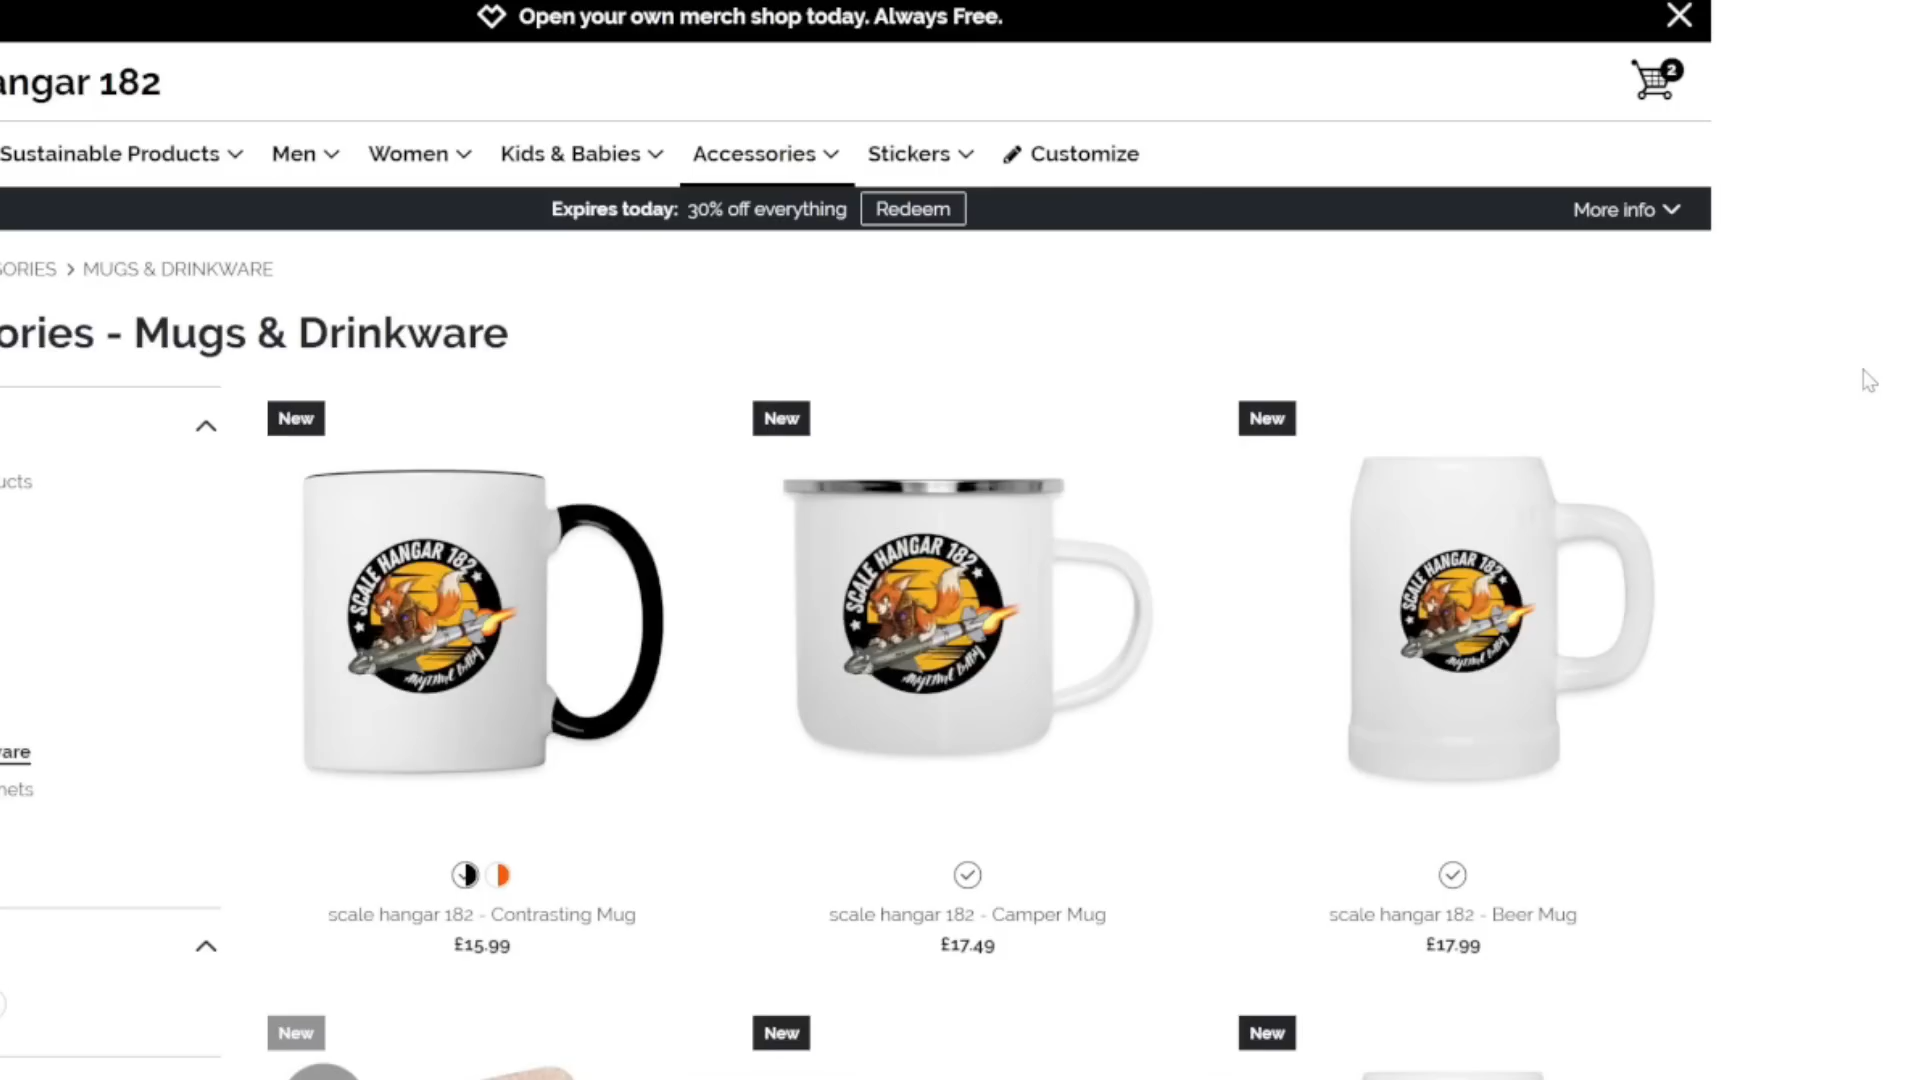 Open your own merch shop today. Always Free.
angar 182
2
Sustainable Products
Men
Women
Kids & Babies
Accessories
Stickers
Customize
Expires today: 30% off everything
Redeem
More info
ORIES > MUGS & DRINKWARE
ories - Mugs & Drinkware
New
New
New
ucts
SCALE HANGAR 182
SCALE HANGAR 182
SCALE HANGAR 182
are
nets
scale hangar 182 - Contrasting Mug
£15.99
scale hangar 182 - Camper Mug
£17.49
scale hangar 182 - Beer Mug
£17.99
New
New
New